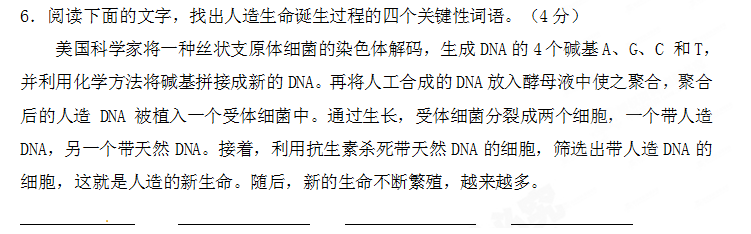 6．阅读下面的文字，找出人造生命诞生过程的四个关键性词语。（4 分）
美国科学家将一种丝状支原体细菌的染色体解码，生成 DNA 的 4 个碱基 A、G、C 和 T，
并利用化学方法将碱基拼接成新的 DNA。再将人工合成的 DNA 放入酵母液中使之聚合，聚合
后的人造 DNA 被植入一个受体细菌中。通过生长，受体细菌分裂成两个细胞，一个带人造
DNA，另一个带天然 DNA。接着，利用抗生素杀死带天然 DNA 的细胞，筛选出带人造 DNA 的
细胞，这就是人造的新生命。随后，新的生命不断繁殖，越来越多。